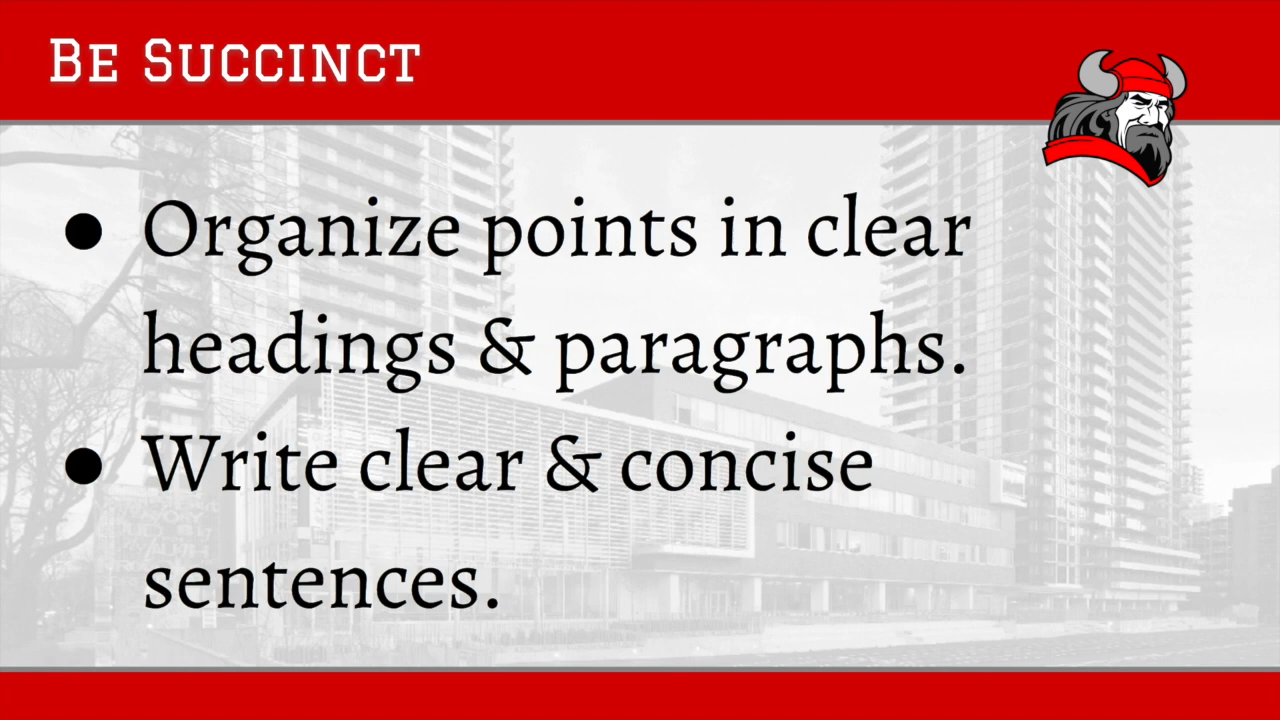 Be Succinct
● Organize points in clear
headings & paragraphs.
● Write clear & concise
sentences.